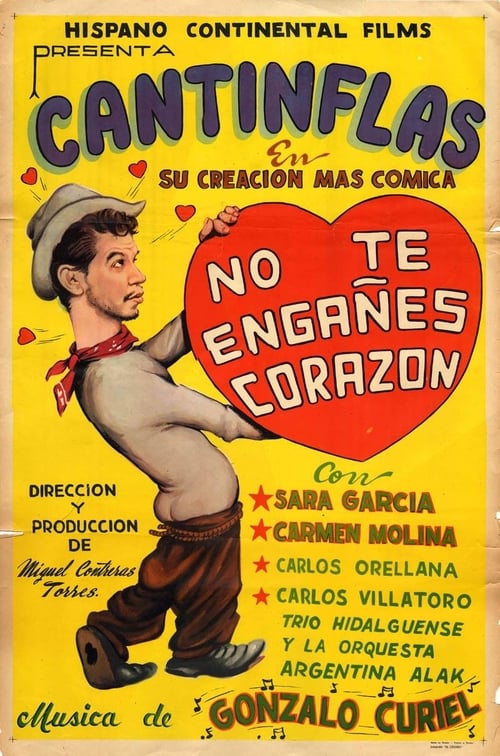 HISPANO CONTINENTAL FILMS
PRESENTA
CANTINFLAS
En
SU CREACION MAS COMICA
NO TE
ENGAÑES
CORAZON
Con
SARA GARCIA
CARMEN MOLINA
CARLOS ORELLANA
CARLOS VILLATORO
TRIO HIDALGUENSE
Y LA ORQUESTA
ARGENTINA ALAK
DIRECCION
Y
PRODUCCION
DE
Miguel Contreras
Torres.
Musica de GONZALO CURIEL